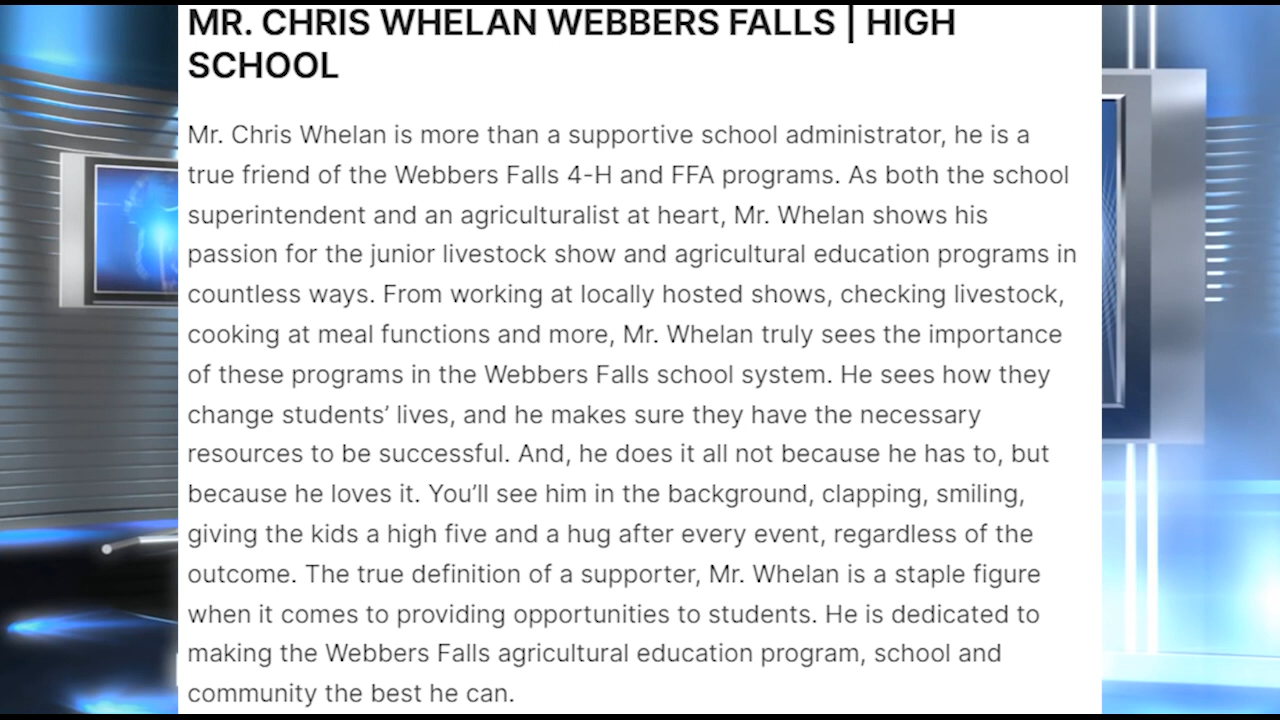 MR. CHRIS WHELAN WEBBERS FALLS | HIGH
SCHOOL
Mr. Chris Whelan is more than a supportive school administrator, he is a
true friend of the Webbers Falls 4-H and FFA programs. As both the school
superintendent and an agriculturalist at heart, Mr. Whelan shows his
passion for the junior livestock show and agricultural education programs in
countless ways. From working at locally hosted shows, checking livestock,
cooking at meal functions and more, Mr. Whelan truly sees the importance
of these programs in the Webbers Falls school system. He sees how they
change students’ lives, and he makes sure they have the necessary
resources to be successful. And, he does it all not because he has to, but
because he loves it. You’ll see him in the background, clapping, smiling,
giving the kids a high five and a hug after every event, regardless of the
outcome. The true definition of a supporter, Mr. Whelan is a staple figure
when it comes to providing opportunities to students. He is dedicated to
making the Webbers Falls agricultural education program, school and
community the best he can.